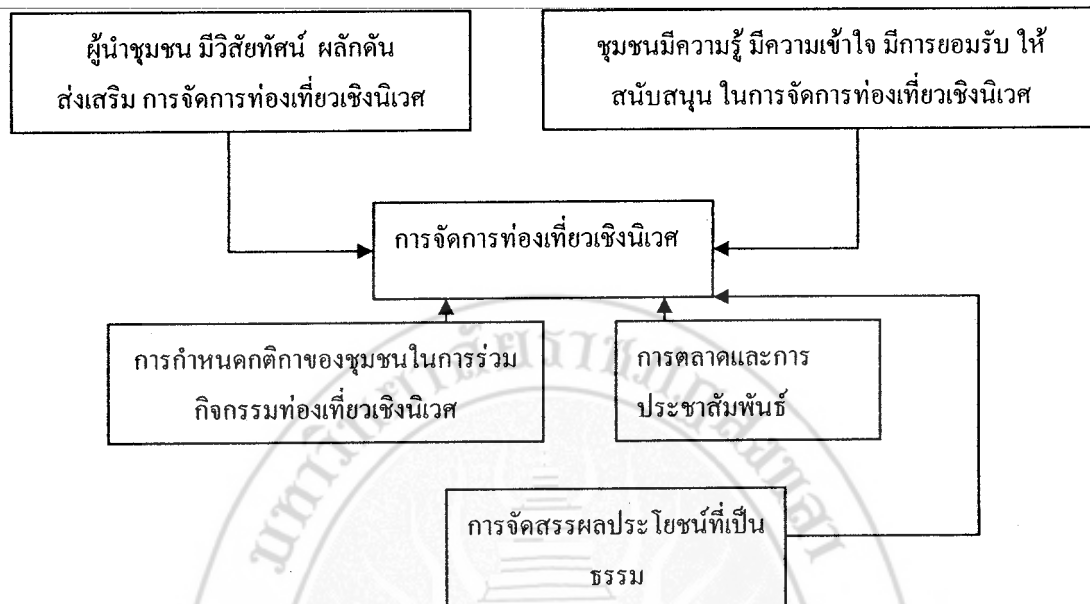 ผู้นำชุมชน มีวิสัยทัศน์ ผลักดัน
ส่งเสริม การจัดการท่องเที่ยวเชิงนิเวศ
ชุมชนมีความรู้ มีความเข้าใจ มีการยอมรับ ให้
สนับสนุน ในการจัดการท่องเที่ยวเชิงนิเวศ
การจัดการท่องเที่ยวเชิงนิเวศ
การกำหนดกติกาของชุมชนในการร่วม
กิจกรรมท่องเที่ยวเชิงนิเวศ
การตลาดและการ
ประชาสัมพันธ์
การจัดสรรผลประโยชน์ที่เป็น
ธรรม